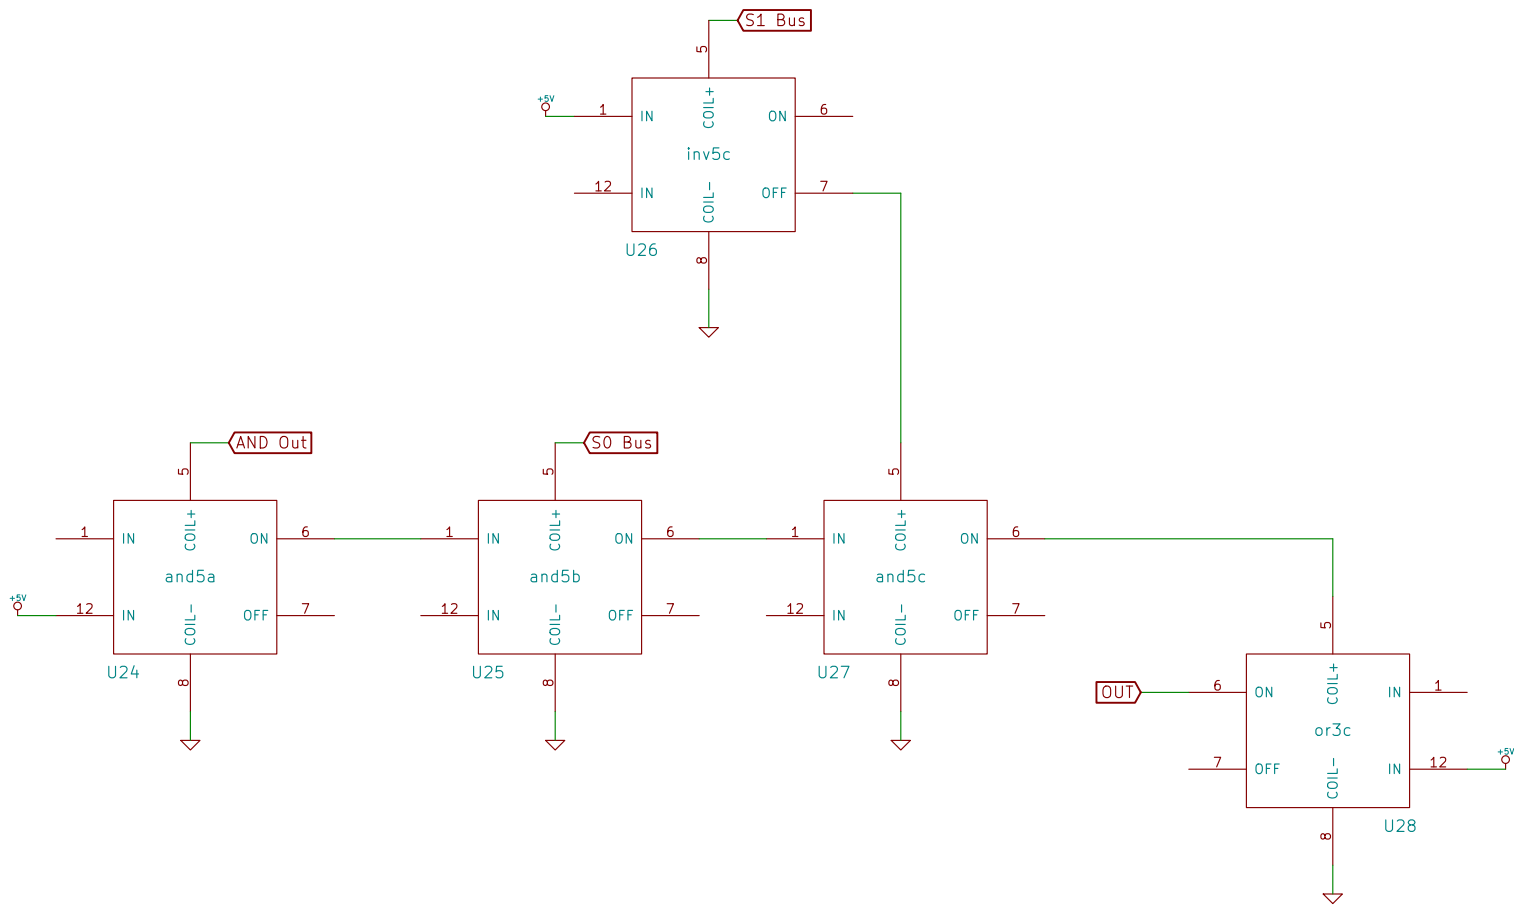 S1 Bus
5
+5V
1
IN
COIL+
ON
6
inv5c
12
IN
COIL-
OFF
7
U26
8
AND Out
5
1
IN
COIL+
ON
6
and5a
+5V
12
IN
COIL-
OFF
7
U24
8
S0 Bus
5
1
IN
COIL+
ON
6
and5b
12
IN
COIL-
OFF
7
U25
8
5
1
IN
COIL+
ON
6
and5c
12
IN
COIL-
OFF
7
U27
8
5
OUT
6
ON
COIL+
IN
1
or3c
7
OFF
COIL-
IN
12
+5V
U28
8